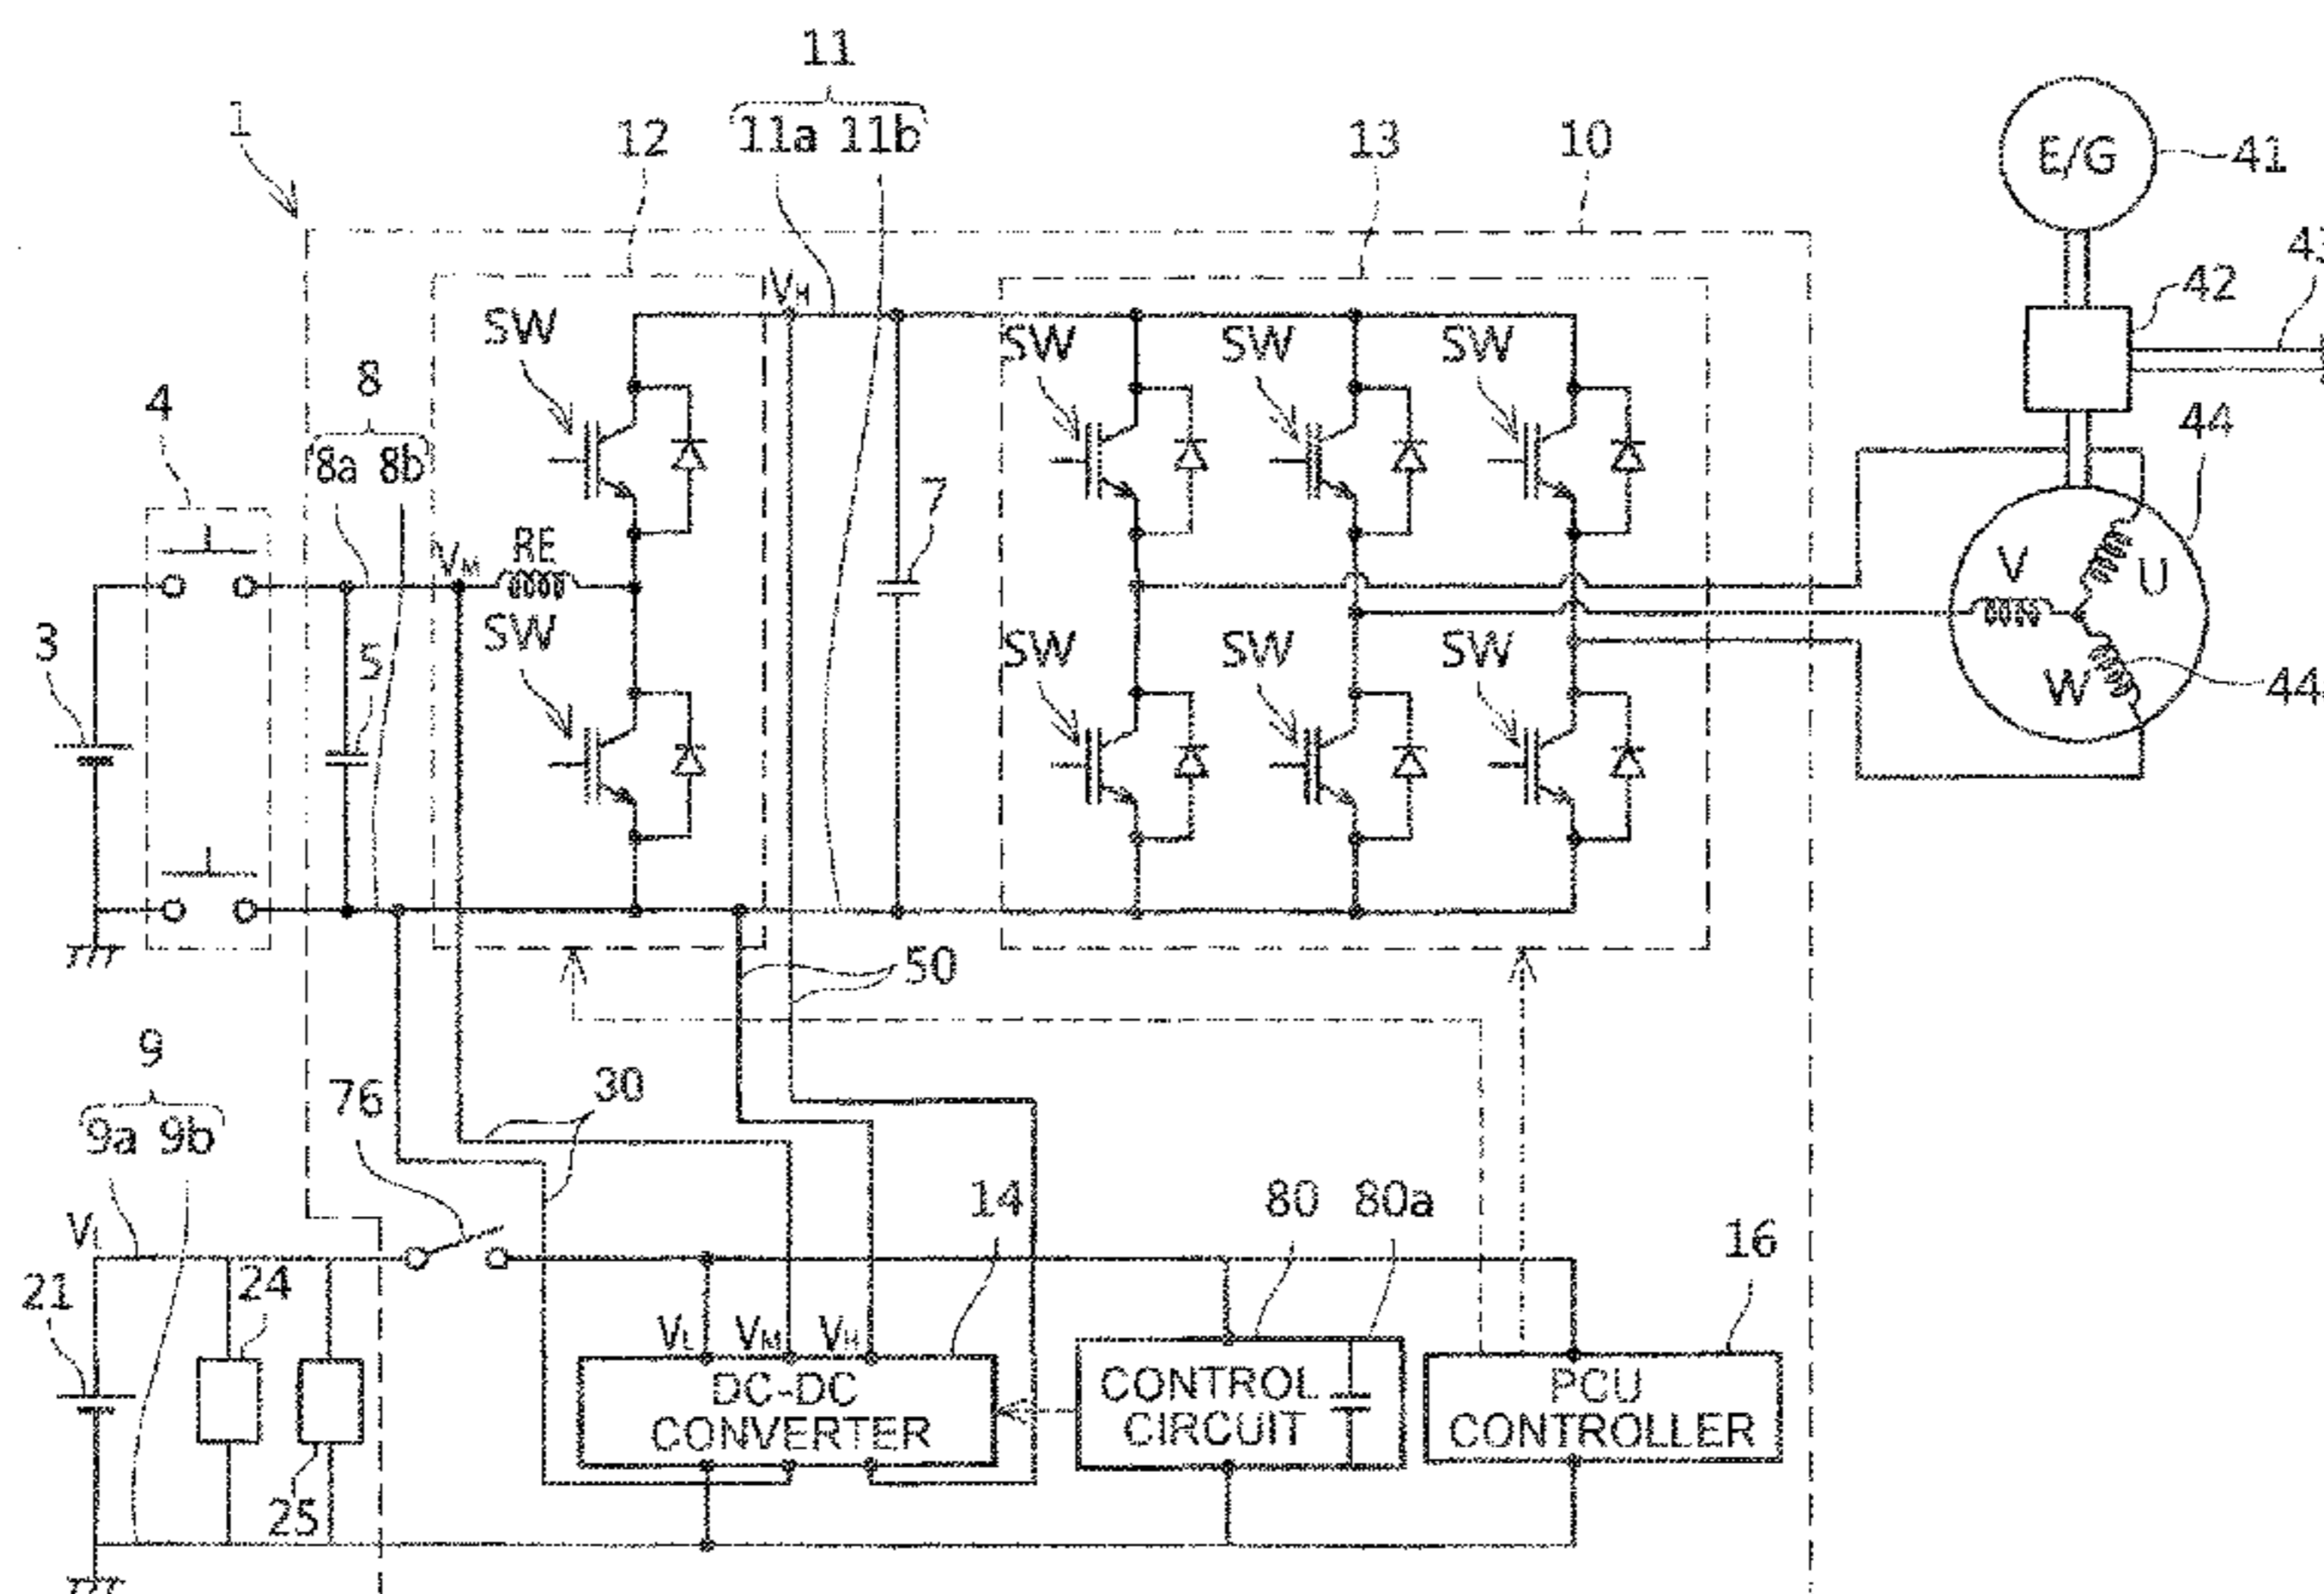 11
11a 11b
1
12
13
10
E/G
41
43
42
VH
SW
SW
SW
SW
8
8a 8b
4
44
7
VM
RE
V
U
SW
SW
SW
SW
3
5
W
44
50
9
9a 9b
76
30
14
80
80a
16
V
21
24
VL
VM
VH
DC-DC
CONVERTER
CONTROL
CIRCUIT
PCU
CONTROLLER
25